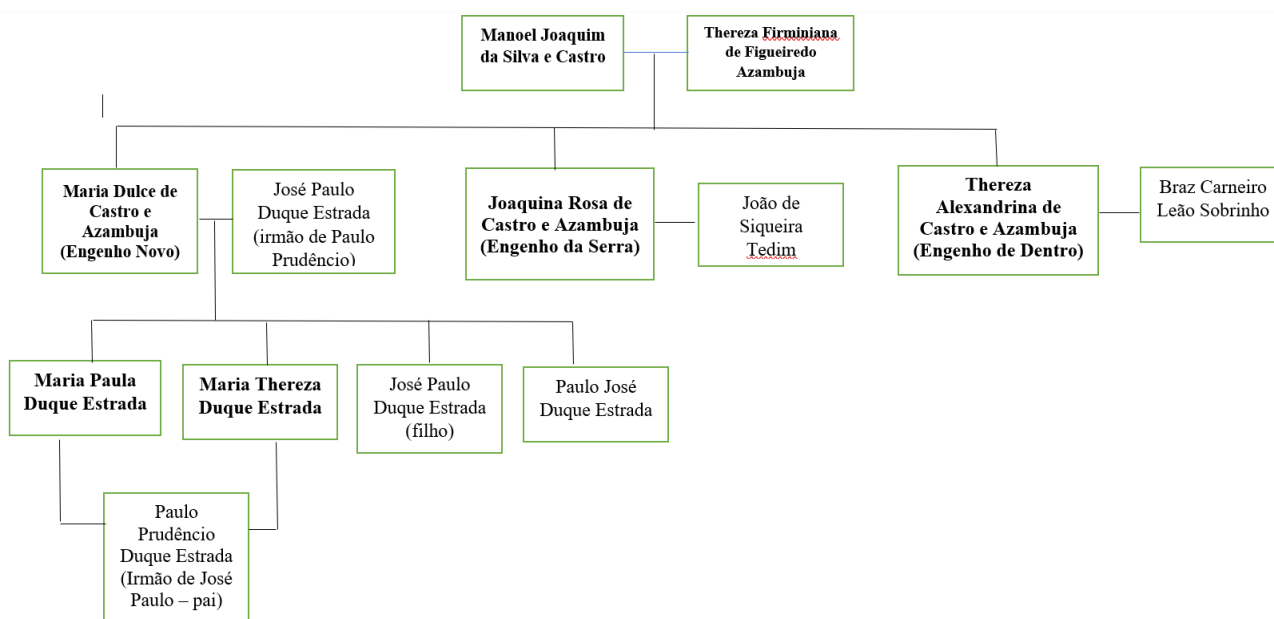 Manoel Joaquim
da Silva e Castro
Thereza Firminiana
de Figueiredo
Azambuja
Maria Dulce de
Castro e
Azambuja
(Engenho Novo)
José Paulo
Duque Estrada
(irmão de Paulo
Prudêncio)
Joaquina Rosa de
Castro e Azambuja
(Engenho da Serra)
João de
Siqueira
Tedim
Thereza
Alexandrina de
Castro e Azambuja
(Engenho de Dentro)
Braz Carneiro
Leão Sobrinho
Maria Paula
Duque Estrada
Maria Thereza
Duque Estrada
José Paulo
Duque Estrada
(filho)
Paulo José
Duque Estrada
Paulo
Prudêncio
Duque Estrada
(Irmão de José
Paulo – pai)